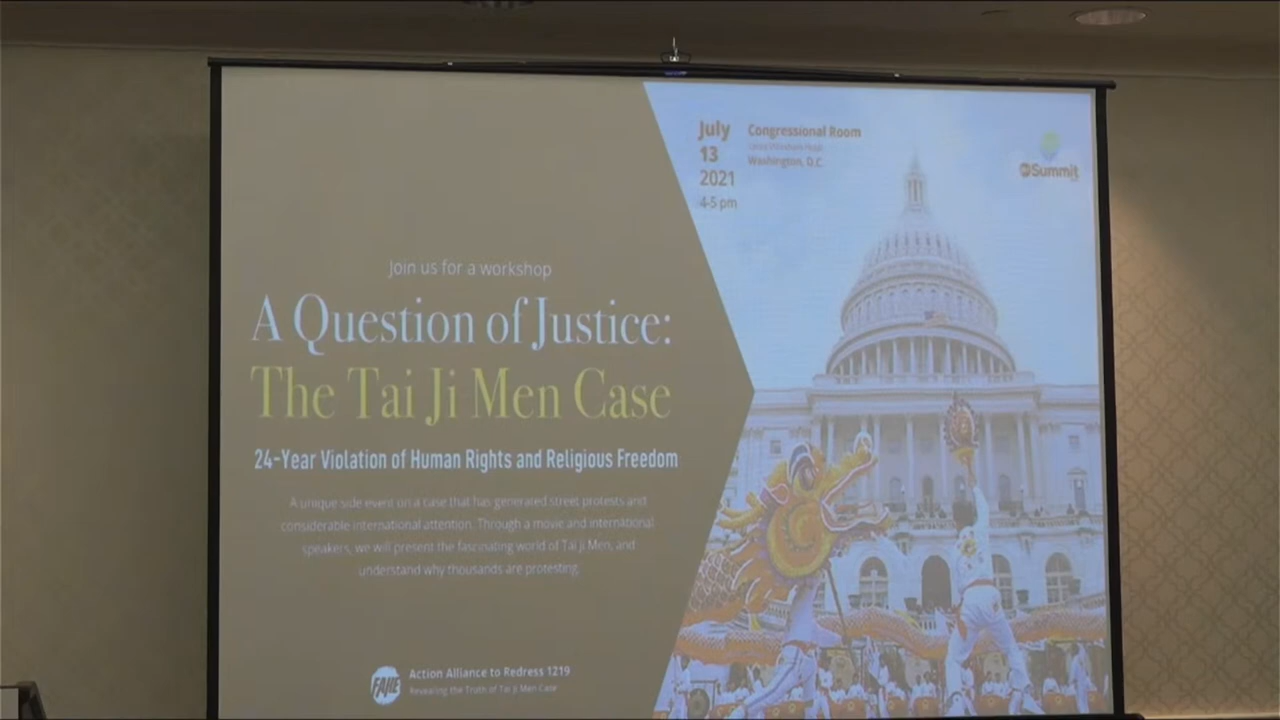 July
13
2021
4-5 pm
Congressional Room
Washington, D.C.
Summit
Join us for a workshop
A Question of Justice:
The Tai Ji Men Case
24-Year Violation of Human Rights and Religious Freedom
A unique side event on a case that has generated street protests and
considerable international attention. Through a movie and international
speakers, we will present the fascinating world of Tai Ji Men, and
understand why thousands are protesting.
Action Alliance to Redress 1219
Revealing the Truth of Tai Ji Men Case